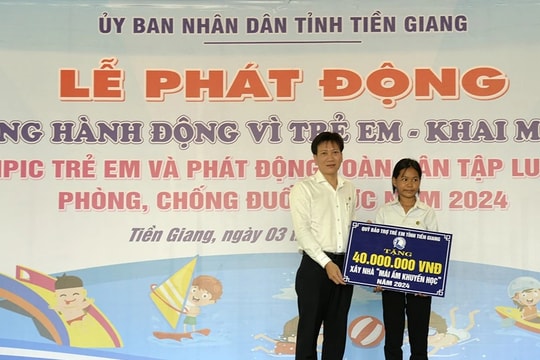 ỦY BAN NHÂN DÂN TỈNH TIỀN GIANG
LỄ PHÁT ĐỘNG
NG HÀNH ĐỘNG VÌ TRẺ EM - KHAI M
MPIC TRẺ EM VÀ PHÁT ĐỘNG TOÀN DÂN TẬP LU
PHÒNG, CHỐNG ĐUỐI NƯỚC NĂM 2024
Tiền Giang, ngày 03
QUỸ BẢO TRỢ TRẺ EM TỈNH TIỀN GIANG
TẶNG
40.000.000 VNĐ
XÂY NHÀ "MÁI ẤM KHUYẾN HỌC"
NĂM 2024